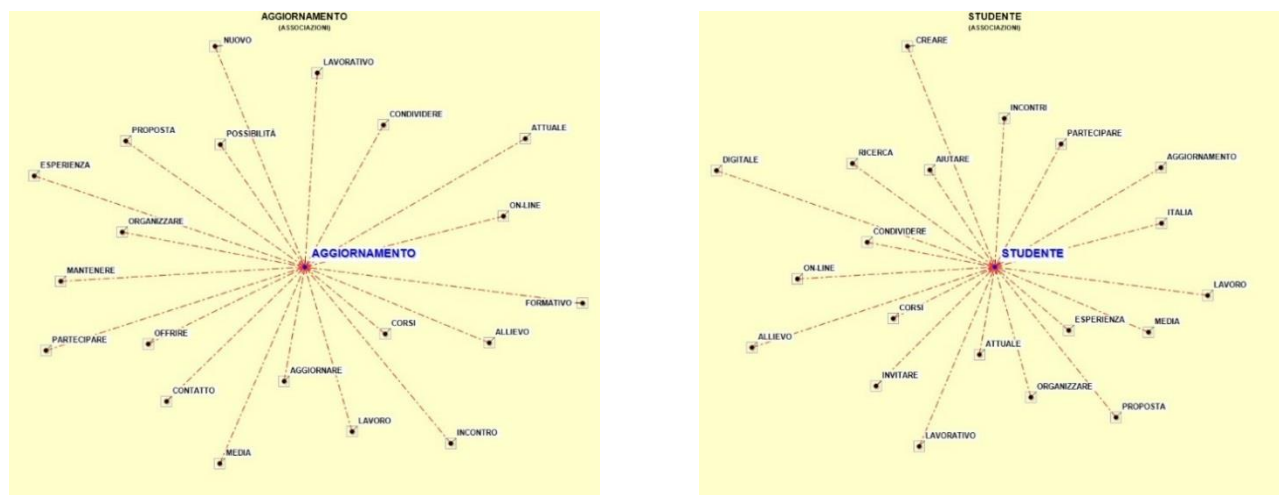 AGGIORNAMENTO
(ASSOCIAZIONI)
NUOVO
LAVORATIVO
CONDIVIDERE
ATTUALE
PROPOSTA
POSSIBILITÀ
ESPERIENZA
ON-LINE
ORGANIZZARE
AGGIORNAMENTO
MANTENERE
FORMATIVO
CORSI
OFFRIRE
ALLIEVO
PARTECIPARE
AGGIORNARE
CONTATTO
LAVORO
INCONTRO
MEDIA
STUDENTE
(ASSOCIAZIONI)
CREARE
INCONTRI
PARTECIPARE
RICERCA
AIUTARE
AGGIORNAMENTO
DIGITALE
ITALIA
CONDIVIDERE
STUDENTE
ON-LINE
LAVORO
CORSI
ESPERIENZA
MEDIA
ALLIEVO
ATTUALE
INVITARE
ORGANIZZARE
PROPOSTA
LAVORATIVO